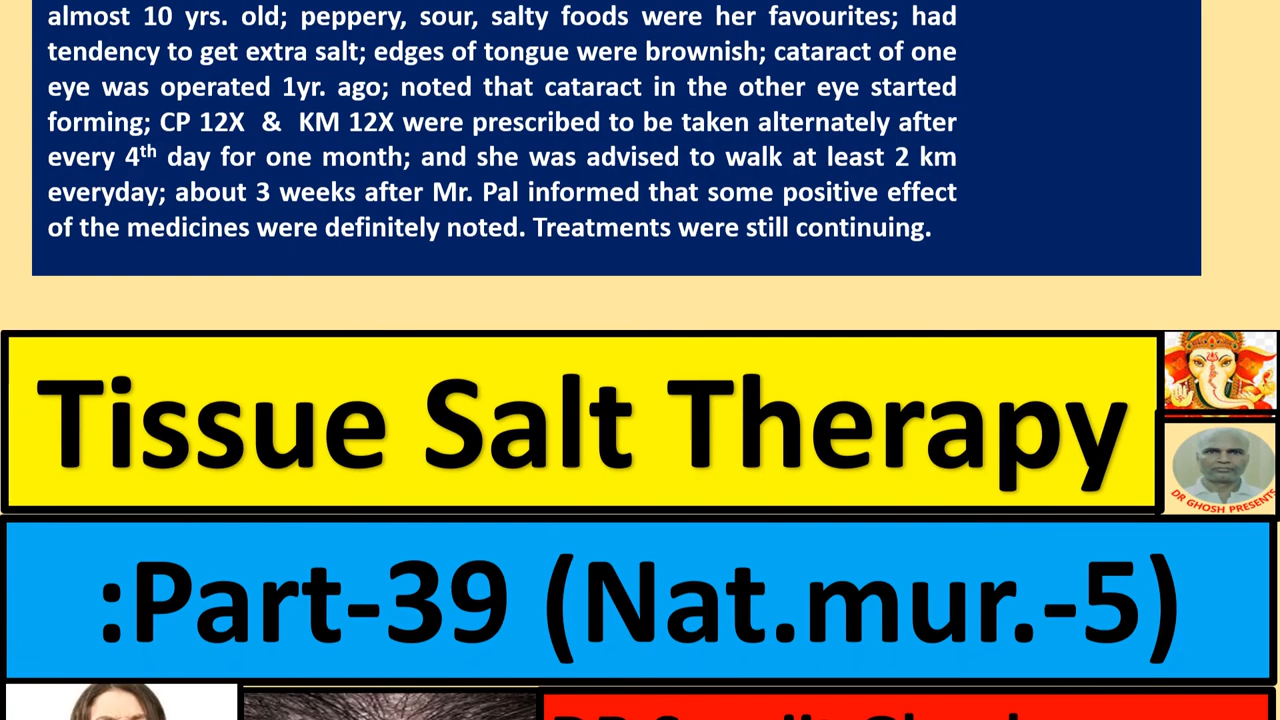 almost 10 yrs. old; peppery, sour, salty foods were her favourites; had
tendency to get extra salt; edges of tongue were brownish; cataract of one
eye was operated 1yr. ago; noted that cataract in the other eye started
forming; CP 12X & KM 12X were prescribed to be taken alternately after
every 4th day for one month; and she was advised to walk at least 2 km
everyday; about 3 weeks after Mr. Pal informed that some positive effect
of the medicines were definitely noted. Treatments were still continuing.
Tissue Salt Therapy
DR GHOSH PRESENTS
:Part-39 (Nat.mur.-5)